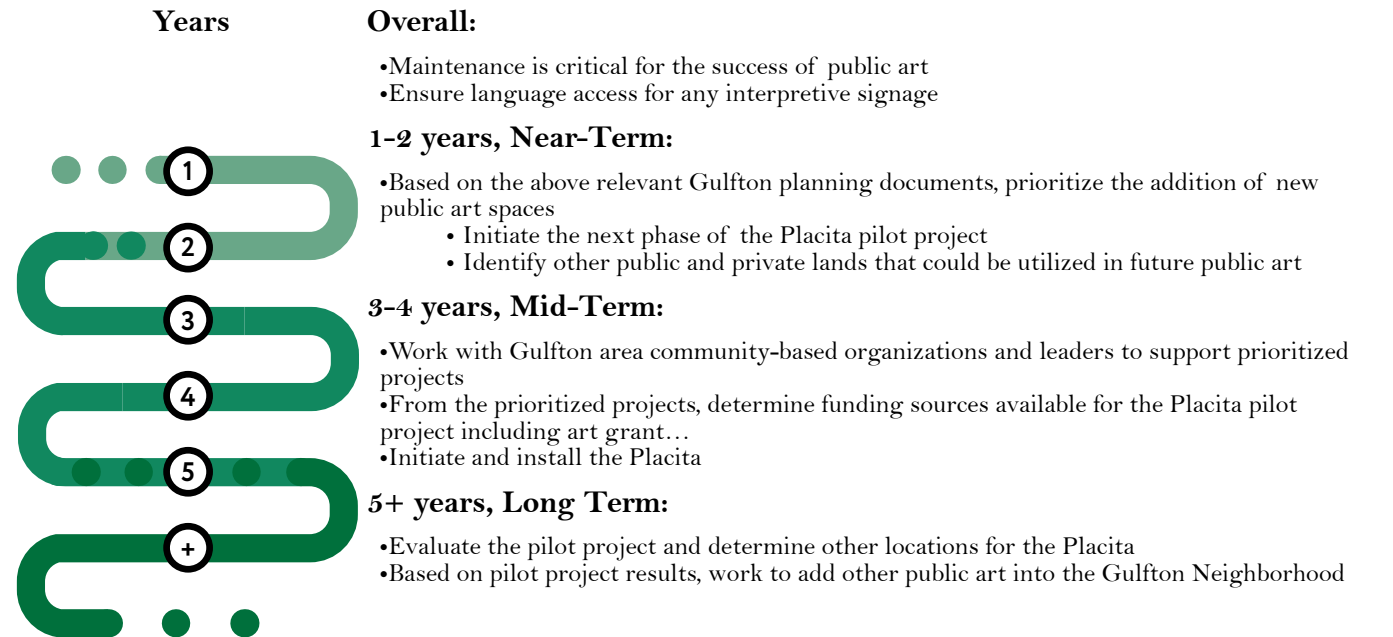 Years
Overall:
•Maintenance is critical for the success of public art
•Ensure language access for any interpretive signage
1-2 years, Near-Term:
•Based on the above relevant Gulfton planning documents, prioritize the addition of new
public art spaces
• Initiate the next phase of the Placita pilot project
• Identify other public and private lands that could be utilized in future public art
3-4 years, Mid-Term:
•Work with Gulfton area community-based organizations and leaders to support prioritized
projects
•From the prioritized projects, determine funding sources available for the Placita pilot
project including art grant…
•Initiate and install the Placita
5+ years, Long Term:
•Evaluate the pilot project and determine other locations for the Placita
•Based on pilot project results, work to add other public art into the Gulfton Neighborhood
1
2
3
4
5
+